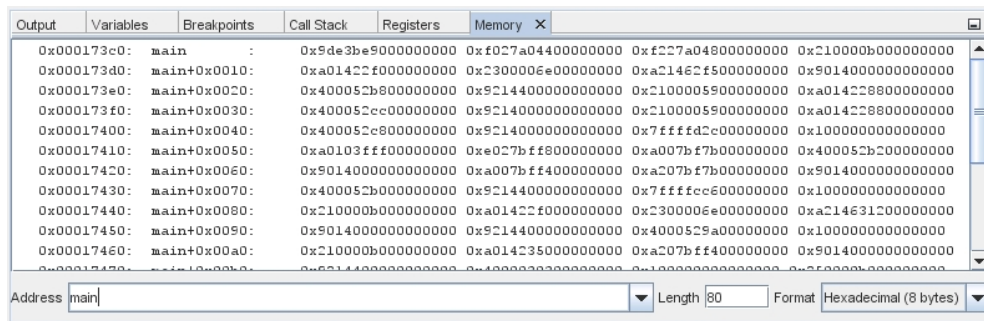 Output Variables Breakpoints Call Stack Registers Memory X
0x000173c0: main : 0x9de3be9000000000 0xf027a04400000000 0xf227a04800000000 0x210000b000000000
0x000173d0: main+0x0010: 0xa01422f000000000 0x2300006e00000000 0xa21462f500000000 0x9014000000000000
0x000173e0: main+0x0020: 0x400052b800000000 0x9214400000000000 0x2100005900000000 0xa014228800000000
0x000173f0: main+0x0030: 0x400052cc00000000 0x9214000000000000 0x2100005900000000 0xa014228800000000
0x00017400: main+0x0040: 0x400052c800000000 0x9214000000000000 0x7ffffd2c00000000 0x100000000000000
0x00017410: main+0x0050: 0xa0103fff00000000 0xe027bff800000000 0xa007bf7b00000000 0x400052b200000000
0x00017420: main+0x0060: 0x9014000000000000 0xa007bff400000000 0xa207bf7b00000000 0x9014000000000000
0x00017430: main+0x0070: 0x400052b000000000 0x9214400000000000 0x7ffffcc600000000 0x100000000000000
0x00017440: main+0x0080: 0x210000b000000000 0xa01422f000000000 0x2300006e00000000 0xa214631200000000
0x00017450: main+0x0090: 0x9014000000000000 0x9214400000000000 0x4000529a00000000 0x100000000000000
0x00017460: main+0x00a0: 0x210000b000000000 0xa014235000000000 0xa207bff400000000 0x9014000000000000
Address main Length 80 Format Hexadecimal (8 bytes)